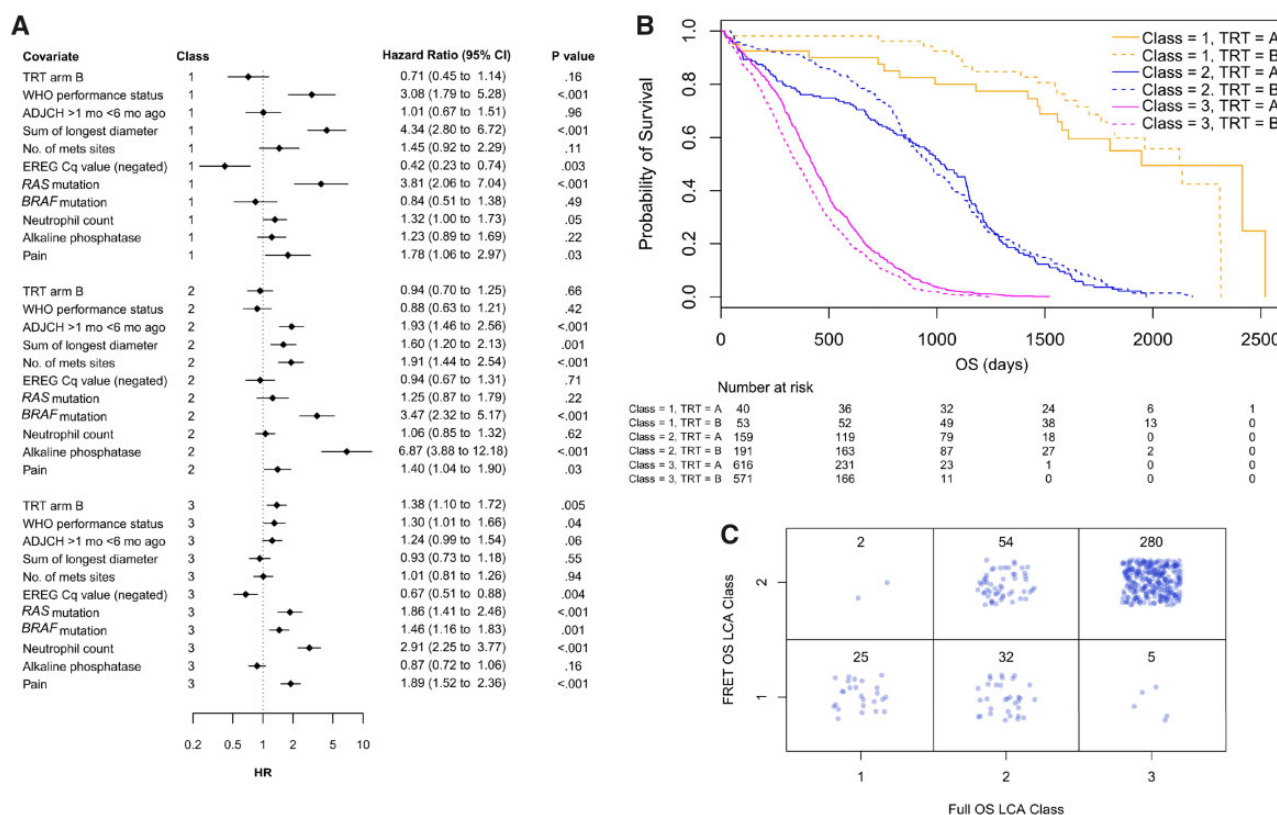 A
Covariate Class Hazard Ratio (95% CI) P value
TRT arm B 1 0.71 (0.45 to 1.14) .16
WHO performance status 1 3.08 (1.79 to 5.28) <.001
ADJCH >1 mo <6 mo ago 1 1.01 (0.67 to 1.51) .96
Sum of longest diameter 1 4.34 (2.80 to 6.72) <.001
No. of mets sites 1 1.45 (0.92 to 2.29) .11
EREG Cq value (negated) 1 0.42 (0.23 to 0.74) .003
RAS mutation 1 3.81 (2.06 to 7.04) <.001
BRAF mutation 1 0.84 (0.51 to 1.38) .49
Neutrophil count 1 1.32 (1.00 to 1.73) .05
Alkaline phosphatase 1 1.23 (0.89 to 1.69) .22
Pain 1 1.78 (1.06 to 2.97) .03
TRT arm B 2 0.94 (0.70 to 1.25) .66
WHO performance status 2 0.88 (0.63 to 1.21) .42
ADJCH >1 mo <6 mo ago 2 1.93 (1.46 to 2.56) <.001
Sum of longest diameter 2 1.60 (1.20 to 2.13) .001
No. of mets sites 2 1.91 (1.44 to 2.54) <.001
EREG Cq value (negated) 2 0.94 (0.67 to 1.31) .71
RAS mutation 2 1.25 (0.87 to 1.79) .22
BRAF mutation 2 3.47 (2.32 to 5.17) <.001
Neutrophil count 2 1.06 (0.85 to 1.32) .62
Alkaline phosphatase 2 6.87 (3.88 to 12.18) <.001
Pain 2 1.40 (1.04 to 1.90) .03
TRT arm B 3 1.38 (1.10 to 1.72) .005
WHO performance status 3 1.30 (1.01 to 1.66) .04
ADJCH >1 mo <6 mo ago 3 1.24 (0.99 to 1.54) .06
Sum of longest diameter 3 0.93 (0.73 to 1.18) .55
No. of mets sites 3 1.01 (0.81 to 1.26) .94
EREG Cq value (negated) 3 0.67 (0.51 to 0.88) .004
RAS mutation 3 1.86 (1.41 to 2.46) <.001
BRAF mutation 3 1.46 (1.16 to 1.83) .001
Neutrophil count 3 2.91 (2.25 to 3.77) <.001
Alkaline phosphatase 3 0.87 (0.72 to 1.06) .16
Pain 3 1.89 (1.52 to 2.36) <.001
0.2 0.5 1 2 5 10
HR
B
Probability of Survival
1.0
0.8
0.6
0.4
0.2
0.0
Class = 1, TRT = A
Class = 1, TRT = B
Class = 2, TRT = A
Class = 2, TRT = B
Class = 3, TRT = A
Class = 3, TRT = B
0 500 1000 1500 2000 2500
OS (days)
Number at risk
Class = 1, TRT = A 40 36 32 24 6 1
Class = 1, TRT = B 53 52 49 38 13 0
Class = 2, TRT = A 159 119 79 18 0 0
Class = 2, TRT = B 191 163 87 27 2 0
Class = 3, TRT = A 616 231 23 1 0 0
Class = 3, TRT = B 571 166 11 0 0 0
C
FRET OS LCA Class
2
1
2 54 280
25 32 5
1 2 3
Full OS LCA Class